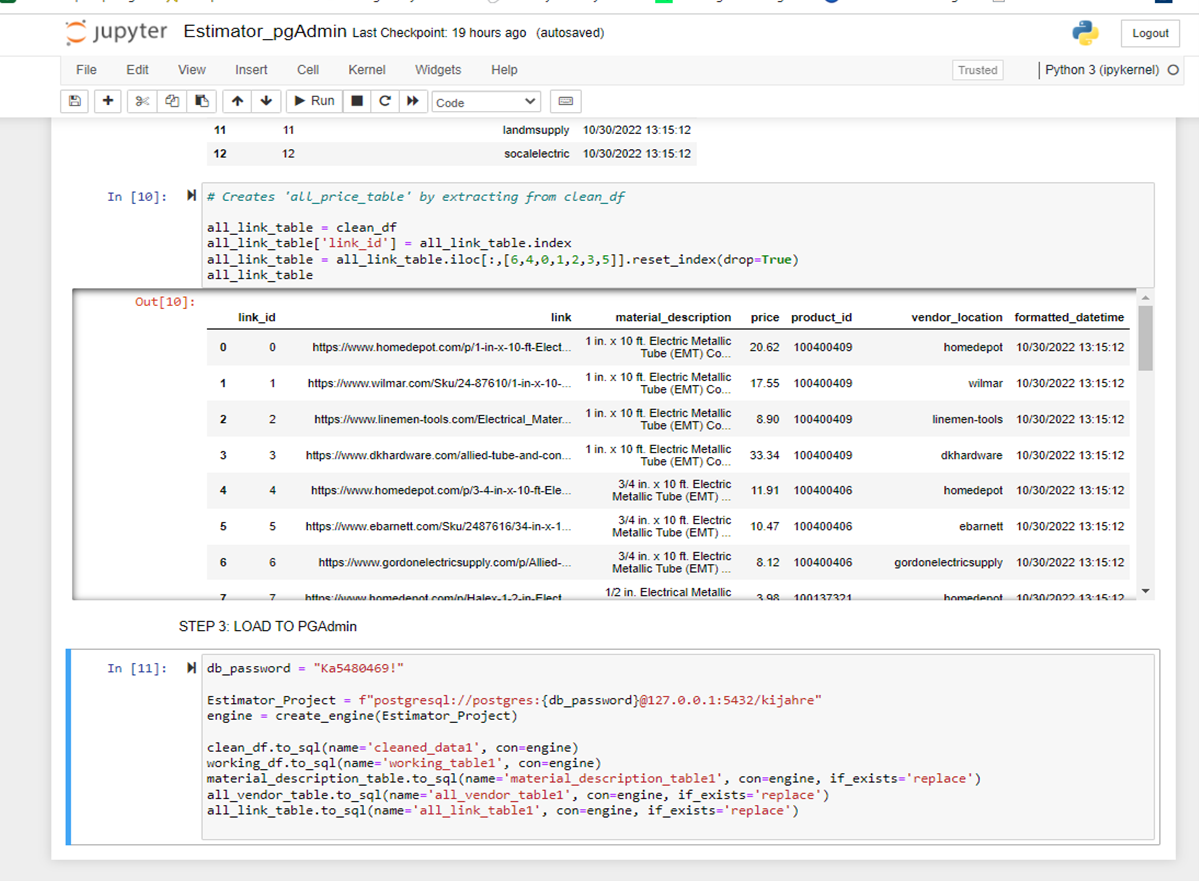 jupyter Estimator_pgAdmin Last Checkpoint: 19 hours ago (autosaved)
Logout
File Edit View Insert Cell Kernel Widgets Help
Trusted
Python 3 (ipykernel)
Run
Code
11 11 landmsupply 10/30/2022 13:15:12
12 12 socalelectric 10/30/2022 13:15:12
In [10]:
# Creates 'all_price_table' by extracting from clean_df
all_link_table = clean_df
all_link_table['link_id'] = all_link_table.index
all_link_table = all_link_table.iloc[:,[6,4,0,1,2,3,5]].reset_index(drop=True)
all_link_table
Out[10]:
link_id link material_description price product_id vendor_location formatted_datetime
0 0 https://www.homedepot.com/p/1-in-x-10-ft-Elect... 1 in. x 10 ft. Electric Metallic Tube (EMT) Co... 20.62 100400409 homedepot 10/30/2022 13:15:12
1 1 https://www.wilmar.com/Sku/24-87610/1-in-x-10-... 1 in. x 10 ft. Electric Metallic Tube (EMT) Co... 17.55 100400409 wilmar 10/30/2022 13:15:12
2 2 https://www.linemen-tools.com/Electrical_Mater... 1 in. x 10 ft. Electric Metallic Tube (EMT) Co... 8.90 100400409 linemen-tools 10/30/2022 13:15:12
3 3 https://www.dkhardware.com/allied-tube-and-con... 1 in. x 10 ft. Electric Metallic Tube (EMT) Co... 33.34 100400409 dkhardware 10/30/2022 13:15:12
4 4 https://www.homedepot.com/p/3-4-in-x-10-ft-Ele... 3/4 in. x 10 ft. Electric Metallic Tube (EMT) ... 11.91 100400406 homedepot 10/30/2022 13:15:12
5 5 https://www.ebarnett.com/Sku/2487616/34-in-x-1... 3/4 in. x 10 ft. Electric Metallic Tube (EMT) ... 10.47 100400406 ebarnett 10/30/2022 13:15:12
6 6 https://www.gordonelectricsupply.com/p/Allied-... 3/4 in. x 10 ft. Electric Metallic Tube (EMT) ... 8.12 100400406 gordonelectricsupply 10/30/2022 13:15:12
7 7 https://www.homedepot.com/p/Halex-1-2-in-Elect... 1/2 in. Electrical Metallic 3.98 100137321 homedepot 10/30/2022 13:15:12
STEP 3: LOAD TO PGAdmin
In [11]:
db_password = "Ka5480469!"
Estimator_Project = f"postgresql://postgres:{db_password}@127.0.0.1:5432/kijahre"
engine = create_engine(Estimator_Project)
clean_df.to_sql(name='cleaned_data1', con=engine)
working_df.to_sql(name='working_table1', con=engine)
material_description_table.to_sql(name='material_description_table1', con=engine, if_exists='replace')
all_vendor_table.to_sql(name='all_vendor_table1', con=engine, if_exists='replace')
all_link_table.to_sql(name='all_link_table1', con=engine, if_exists='replace')